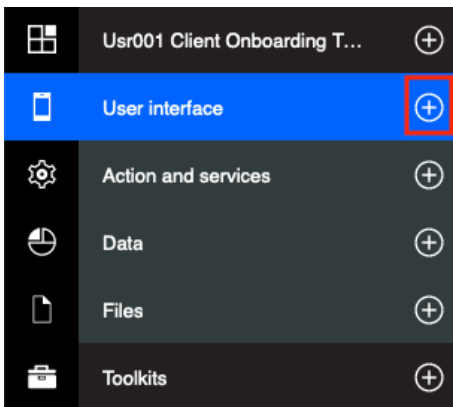 Usr001 Client Onboarding T...
User interface
Action and services
Data
Files
Toolkits